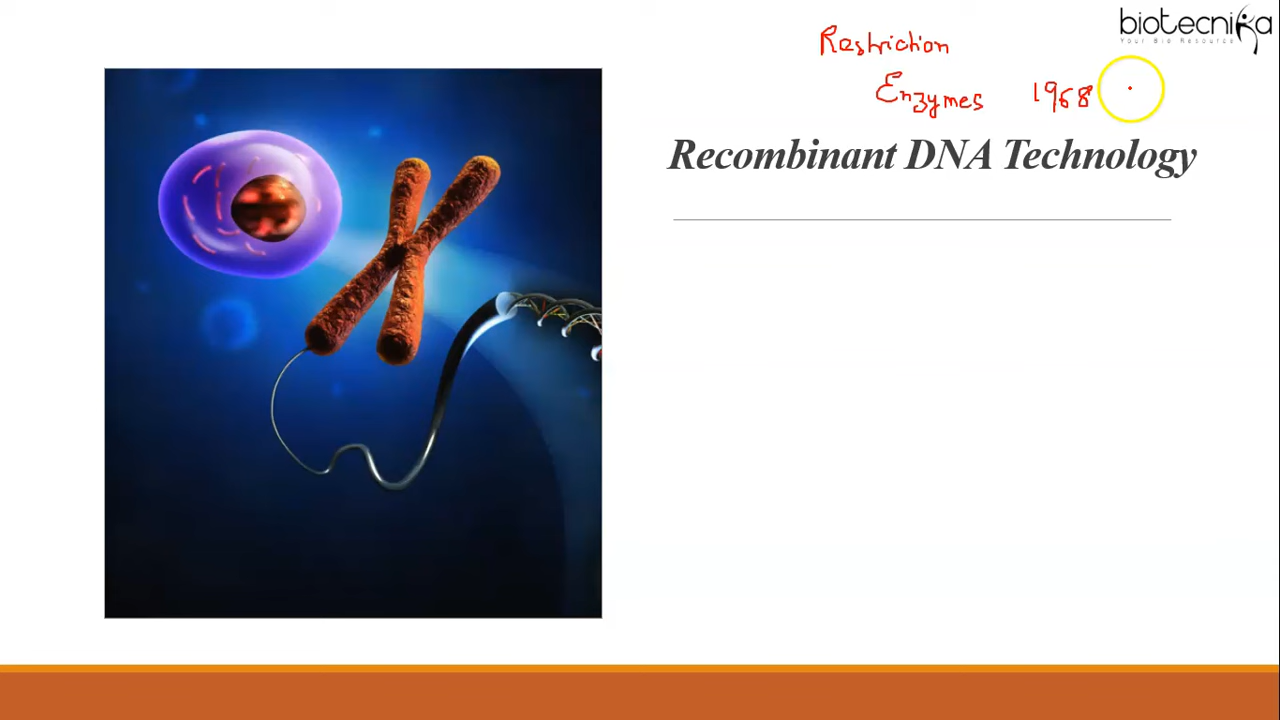 biotecnika
Your Bio Resource
Restriction
Enzymes 1968
Recombinant DNA Technology